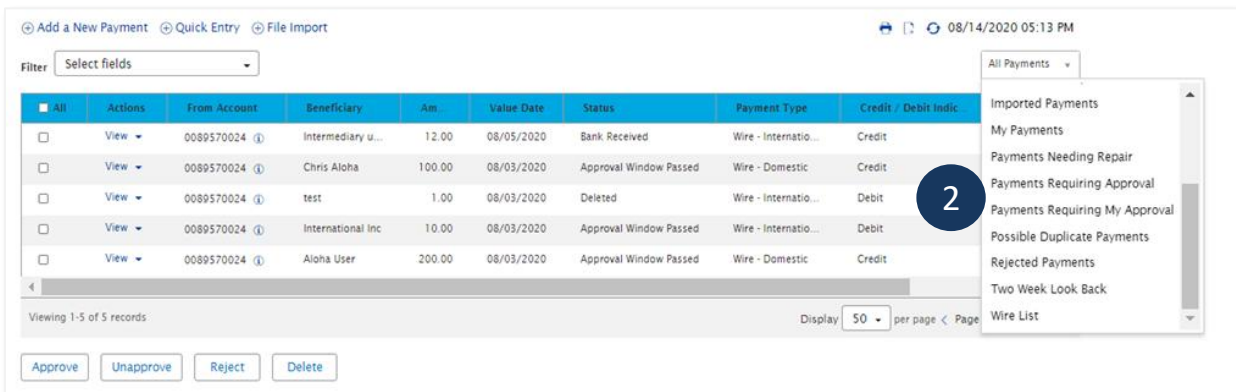 Add a New Payment Quick Entry File Import 08/14/2020 05:13 PM
Filter Select fields All Payments
All Actions From Account Beneficiary Am... Value Date Status Payment Type Credit / Debit Indic...
View 0089570024 Intermediary u... 12.00 08/05/2020 Bank Received Wire - Internatio... Credit
View 0089570024 Chris Aloha 100.00 08/03/2020 Approval Window Passed Wire - Domestic Credit
View 0089570024 test 1.00 08/03/2020 Deleted Wire - Internatio... Debit
View 0089570024 International Inc 10.00 08/03/2020 Approval Window Passed Wire - Internatio... Debit
View 0089570024 Aloha User 200.00 08/03/2020 Approval Window Passed Wire - Domestic Credit
Imported Payments
My Payments
Payments Needing Repair
Payments Requiring Approval
2
Payments Requiring My Approval
Possible Duplicate Payments
Rejected Payments
Two Week Look Back
Wire List
Viewing 1-5 of 5 records Display 50 per page < Page
Approve Unapprove Reject Delete